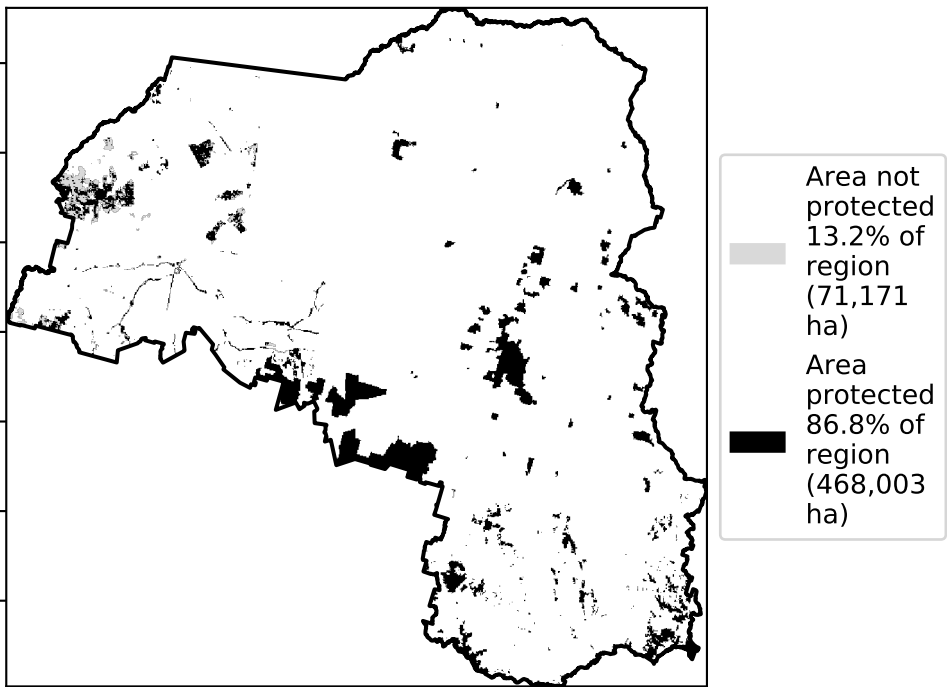 Area not
protected
13.2% of
region
(71,171
ha)
Area
protected
86.8% of
region
(468,003
ha)